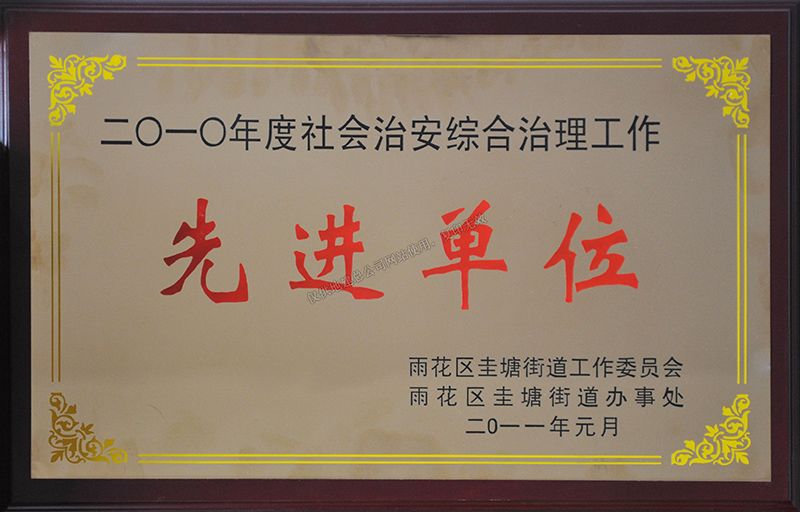 二〇一〇年度社会治安综合治理工作
先进单位
雨花区圭塘街道工作委员会
雨花区圭塘街道办事处
二0一一年元月